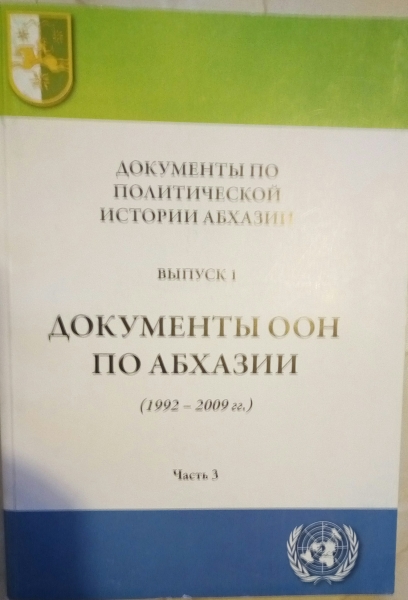 ДОКУМЕНТЫ ПО
ПОЛИТИЧЕСКОЙ
ИСТОРИИ АБХАЗИИ
ВЫПУСК 1
ДОКУМЕНТЫ ООН
ПО АБХАЗИИ
(1992 – 2009 гг.)
Часть 3